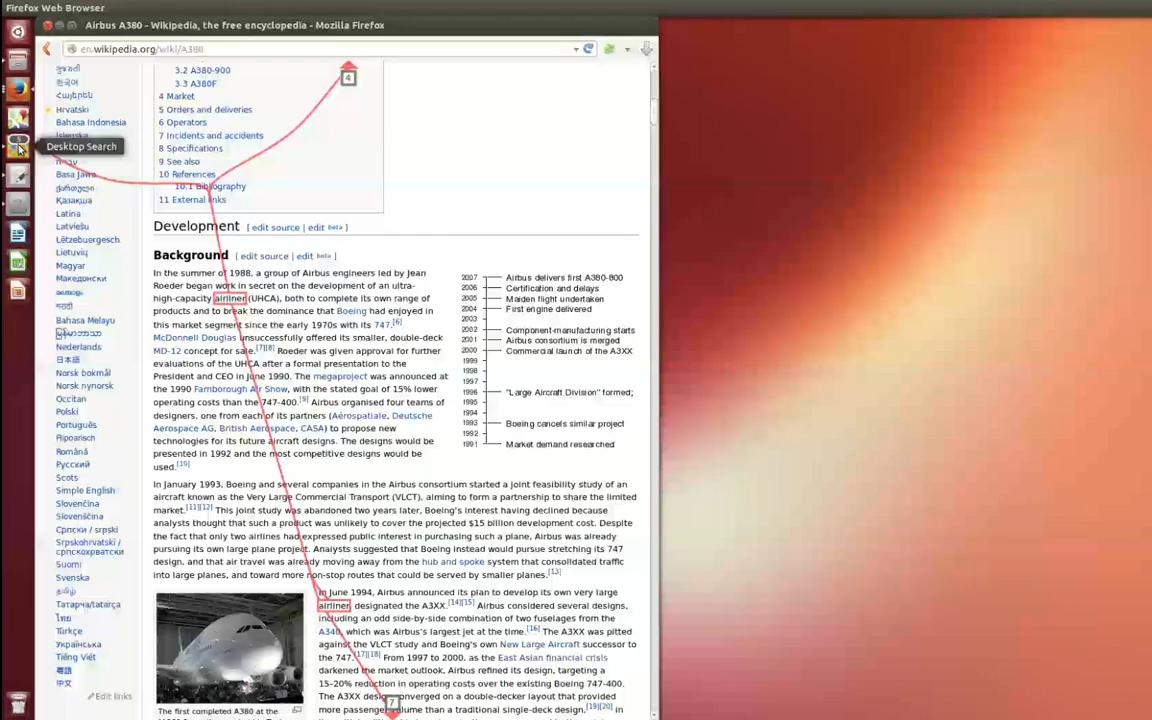 Firefox Web Browser
Airbus A380 - Wikipedia, the free encyclopedia - Mozilla Firefox
en.wikipedia.org/wiki/A380
Desktop Search
ગુજરાતી
한국어
Հայերեն
Hrvatski
Bahasa Indonesia
Íslenska
עברית
Basa Jawa
ქართული
Қазақша
Latina
Latviešu
Lëtzebuergesch
Lietuvių
Magyar
Македонски
മലയാളം
मराठी
Bahasa Melayu
မြန်မာဘာသာ
Nederlands
日本語
Norsk bokmål
Norsk nynorsk
Occitan
Polski
Português
Ripoarisch
Română
Русский
Scots
Simple English
Slovenčina
Slovenščina
Српски / srpski
Srpskohrvatski /
српскохрватски
Suomi
Svenska
தமிழ்
Татарча/tatarça
ไทย
Türkçe
Українська
Tiếng Việt
粵語
中文
Edit links
3.2 A380-900
3.3 A380F
4 Market
5 Orders and deliveries
6 Operators
7 Incidents and accidents
8 Specifications
9 See also
10 References
10.1 Bibliography
11 External links
4
Development [ edit source | edit beta ]
Background [ edit source | edit beta ]
In the summer of 1988, a group of Airbus engineers led by Jean
Roeder began work in secret on the development of an ultra-
high-capacity airliner (UHCA), both to complete its own range of
products and to break the dominance that Boeing had enjoyed in
this market segment since the early 1970s with its 747.[6]
McDonnell Douglas unsuccessfully offered its smaller, double-deck
MD-12 concept for sale.[7][8] Roeder was given approval for further
evaluations of the UHCA after a formal presentation to the
President and CEO in June 1990. The megaproject was announced at
the 1990 Farnborough Air Show, with the stated goal of 15% lower
operating costs than the 747-400.[9] Airbus organised four teams of
designers, one from each of its partners (Aérospatiale, Deutsche
Aerospace AG, British Aerospace, CASA) to propose new
technologies for its future aircraft designs. The designs would be
presented in 1992 and the most competitive designs would be
used.[10]
2007 Airbus delivers first A380-800
2006 Certification and delays
2005 Maiden flight undertaken
2004 First engine delivered
2003
2002 Component-manufacturing starts
2001 Airbus consortium is merged
2000 Commercial launch of the A3XX
1999
1998
1997
1996 "Large Aircraft Division" formed;
1995
1994
1993 Boeing cancels similar project
1992
1991 Market demand researched
In January 1993, Boeing and several companies in the Airbus consortium started a joint feasibility study of an
aircraft known as the Very Large Commercial Transport (VLCT), aiming to form a partnership to share the limited
market.[11][12] This joint study was abandoned two years later, Boeing's interest having declined because
analysts thought that such a product was unlikely to cover the projected $15 billion development cost. Despite
the fact that only two airlines had expressed public interest in purchasing such a plane, Airbus was already
pursuing its own large plane project. Analysts suggested that Boeing instead would pursue stretching its 747
design, and that air travel was already moving away from the hub and spoke system that consolidated traffic
into large planes, and toward more non-stop routes that could be served by smaller planes.[13]
In June 1994, Airbus announced its plan to develop its own very large
airliner, designated the A3XX.[14][15] Airbus considered several designs,
including an odd side-by-side combination of two fuselages from the
A340, which was Airbus's largest jet at the time.[16] The A3XX was pitted
against the VLCT study and Boeing's own New Large Aircraft successor to
the 747.[17][18] From 1997 to 2000, as the East Asian financial crisis
darkened the market outlook, Airbus refined its design, targeting a
15–20% reduction in operating costs over the existing Boeing 747-400.
The A3XX design converged on a double-decker layout that provided
more passenger volume than a traditional single-deck design,[19][20] in
7
The first completed A380 at the